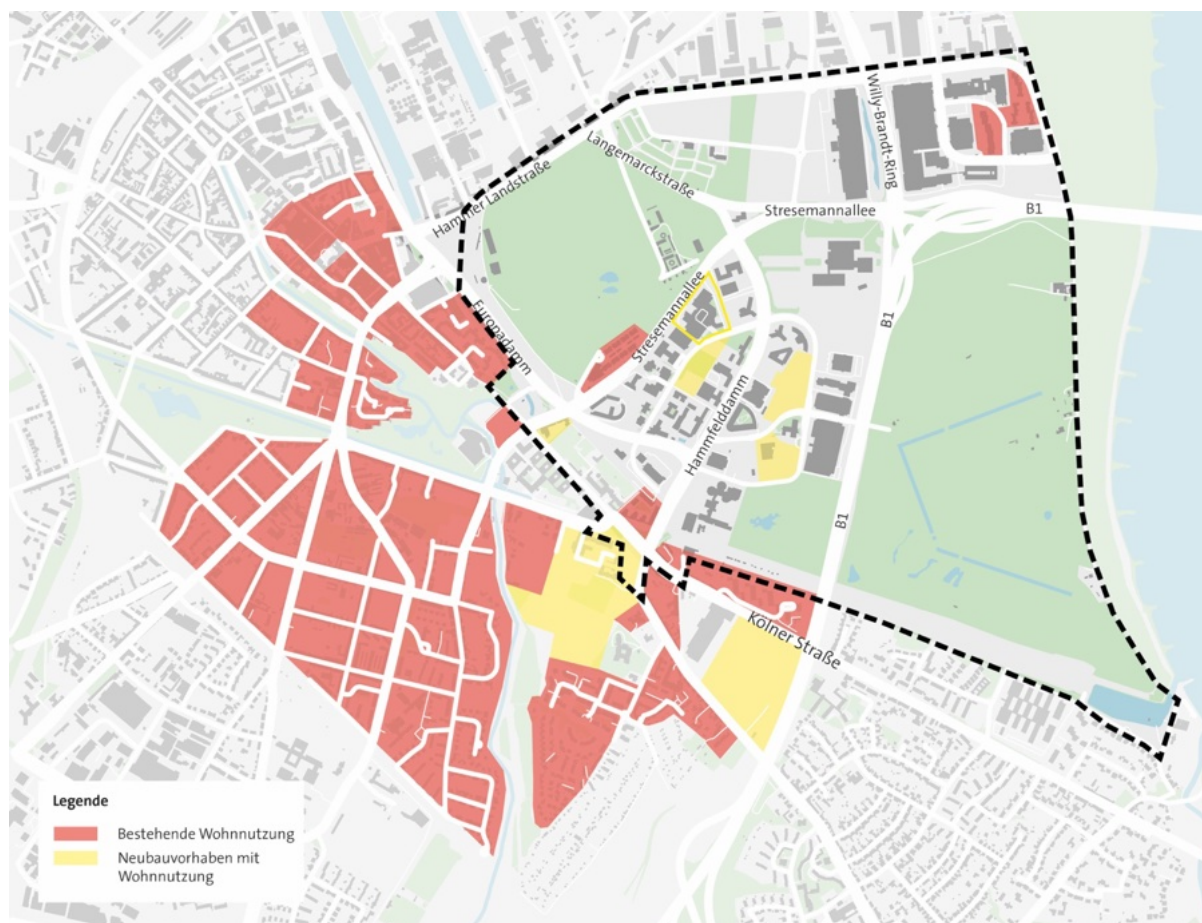 Willy-Brandt-Ring
Langemarckstraße
Hammer Landstraße
Stresemannallee
B1
Europadamm
Stresemannallee
B1
Hammfelddamm
B1
Kölner Straße
Legende
Bestehende Wohnnutzung
Neubauvorhaben mit
Wohnnutzung